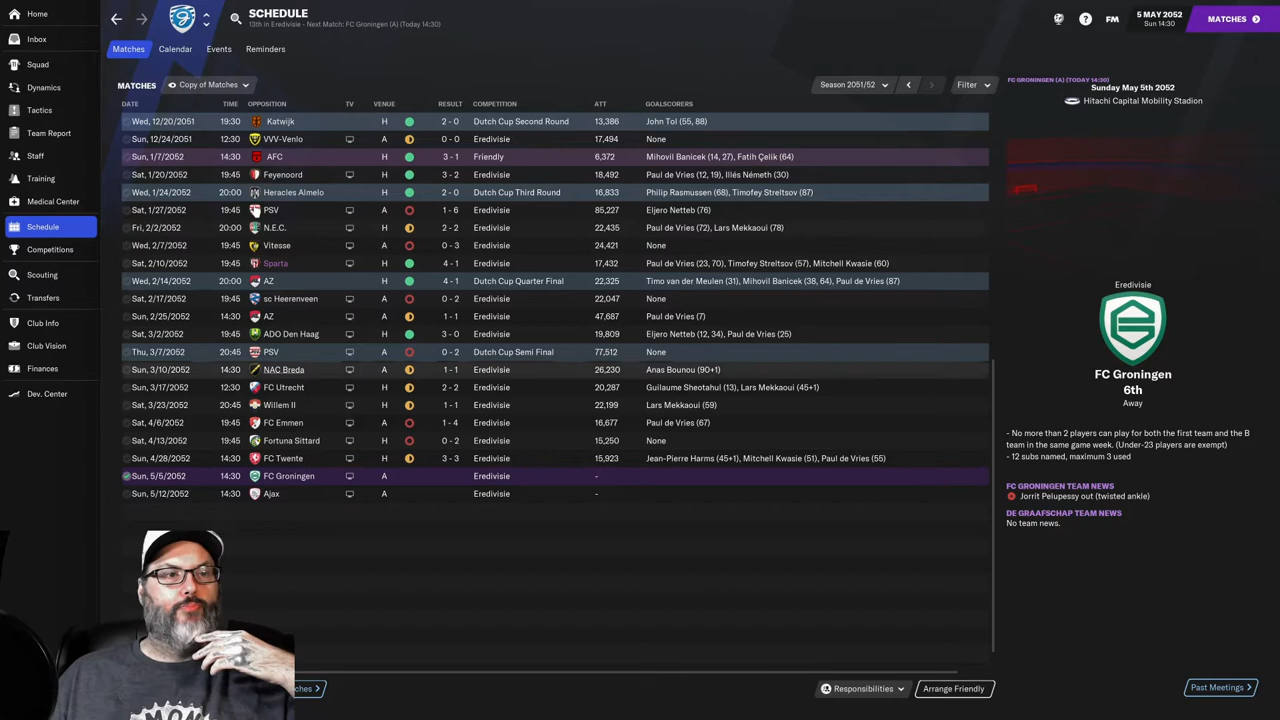 Home
SCHEDULE
13th in Eredivisie - Next Match: FC Groningen (A) (Today 14:30)
FM
5 MAY 2052
Sun 14:30
MATCHES
Inbox
Squad
Dynamics
Tactics
Team Report
Staff
Training
Medical Center
Schedule
Competitions
Scouting
Transfers
Club Info
Club Vision
Finances
Dev. Center
Matches Calendar Events Reminders
MATCHES Copy of Matches Season 2051/52 Filter
DATE TIME OPPOSITION TV VENUE RESULT COMPETITION ATT GOALSCORERS
Wed, 12/20/2051 19:30 Katwijk H 2 - 0 Dutch Cup Second Round 13,386 John Tol (55, 88)
Sun, 12/24/2051 12:30 VVV-Venlo A 0 - 0 Eredivisie 17,494 None
Sun, 1/7/2052 14:30 AFC H 3 - 1 Friendly 6,372 Mihovil Banicek (14, 27), Fatih Çelik (64)
Sat, 1/20/2052 19:45 Feyenoord H 3 - 2 Eredivisie 18,492 Paul de Vries (12, 19), Illés Németh (30)
Wed, 1/24/2052 20:00 Heracles Almelo H 2 - 0 Dutch Cup Third Round 16,833 Philip Rasmussen (68), Timofey Streltsov (87)
Sat, 1/27/2052 19:45 PSV A 1 - 6 Eredivisie 85,227 Eljero Netteb (76)
Fri, 2/2/2052 20:00 N.E.C. H 2 - 2 Eredivisie 22,435 Paul de Vries (72), Lars Mekkaoui (78)
Wed, 2/7/2052 19:45 Vitesse A 0 - 3 Eredivisie 24,421 None
Sat, 2/10/2052 19:45 Sparta H 4 - 1 Eredivisie 17,432 Paul de Vries (23, 70), Timofey Streltsov (57), Mitchell Kwasie (60)
Wed, 2/14/2052 20:00 AZ H 4 - 1 Dutch Cup Quarter Final 22,325 Timo van der Meulen (31), Mihovil Banicek (38, 64), Paul de Vries (87)
Sat, 2/17/2052 19:45 sc Heerenveen A 0 - 2 Eredivisie 22,047 None
Sun, 2/25/2052 14:30 AZ A 1 - 1 Eredivisie 47,687 Paul de Vries (7)
Sat, 3/2/2052 19:45 ADO Den Haag H 3 - 0 Eredivisie 19,809 Eljero Netteb (12, 34), Paul de Vries (25)
Thu, 3/7/2052 20:45 PSV A 0 - 2 Dutch Cup Semi Final 77,512 None
Sun, 3/10/2052 14:30 NAC Breda A 1 - 1 Eredivisie 26,230 Anas Bounou (90+1)
Sun, 3/17/2052 12:30 FC Utrecht H 2 - 2 Eredivisie 20,287 Guilaume Sheotahul (13), Lars Mekkaoui (45+1)
Sat, 3/23/2052 20:45 Willem II H 1 - 1 Eredivisie 22,199 Lars Mekkaoui (59)
Sat, 4/6/2052 19:45 FC Emmen A 1 - 4 Eredivisie 16,677 Paul de Vries (67)
Sat, 4/13/2052 19:45 Fortuna Sittard H 0 - 2 Eredivisie 15,250 None
Sun, 4/28/2052 14:30 FC Twente H 3 - 3 Eredivisie 15,923 Jean-Pierre Harms (45+1), Mitchell Kwasie (51), Paul de Vries (55)
Sun, 5/5/2052 14:30 FC Groningen A Eredivisie -
Sun, 5/12/2052 14:30 Ajax A Eredivisie -
FC GRONINGEN (A) (TODAY 14:30)
Sunday May 5th 2052
Hitachi Capital Mobility Stadion
Eredivisie
FC Groningen
6th
Away
- No more than 2 players can play for both the first team and the B
team in the same game week. (Under-23 players are exempt)
- 12 subs named, maximum 3 used
FC GRONINGEN TEAM NEWS
Jorrit Pelupessy out (twisted ankle)
DE GRAAFSCHAP TEAM NEWS
No team news.
ches
Responsibilities
Arrange Friendly
Past Meetings